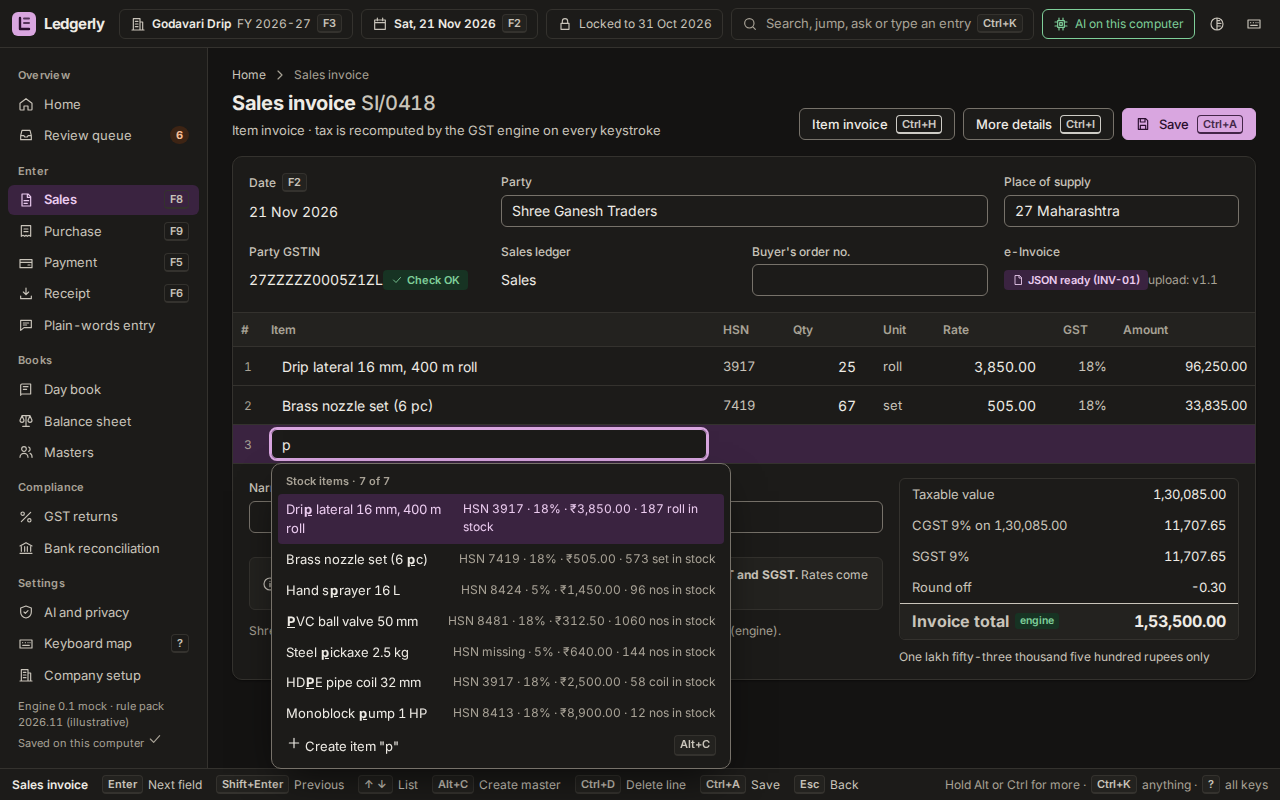 Ledgerly
Godavari Drip FY 2026-27 F3
Sat, 21 Nov 2026 F2
Locked to 31 Oct 2026
Search, jump, ask or type an entry Ctrl+K
AI on this computer
Overview
Home
Review queue 6
Enter
Sales F8
Purchase F9
Payment F5
Receipt F6
Plain-words entry
Books
Day book
Balance sheet
Masters
Compliance
GST returns
Bank reconciliation
Settings
AI and privacy
Keyboard map ?
Company setup
Engine 0.1 mock · rule pack
2026.11 (illustrative)
Saved on this computer
Home > Sales invoice
Sales invoice SI/0418
Item invoice · tax is recomputed by the GST engine on every keystroke
Item invoice Ctrl+H
More details Ctrl+I
Save Ctrl+A
Date F2 Party Place of supply
21 Nov 2026 Shree Ganesh Traders 27 Maharashtra
Party GSTIN Sales ledger Buyer's order no. e-Invoice
27ZZZZZ0005Z1ZL Check OK Sales JSON ready (INV-01) upload: v1.1
# Item HSN Qty Unit Rate GST Amount
1 Drip lateral 16 mm, 400 m roll 3917 25 roll 3,850.00 18% 96,250.00
2 Brass nozzle set (6 pc) 7419 67 set 505.00 18% 33,835.00
3 p
Stock items · 7 of 7
Drip lateral 16 mm, 400 m roll HSN 3917 · 18% · ₹3,850.00 · 187 roll in stock
Brass nozzle set (6 pc) HSN 7419 · 18% · ₹505.00 · 573 set in stock
Hand sprayer 16 L HSN 8424 · 5% · ₹1,450.00 · 96 nos in stock
PVC ball valve 50 mm HSN 8481 · 18% · ₹312.50 · 1060 nos in stock
Steel pickaxe 2.5 kg HSN missing · 5% · ₹640.00 · 144 nos in stock
HDPE pipe coil 32 mm HSN 3917 · 18% · ₹2,500.00 · 58 coil in stock
Monoblock pump 1 HP HSN 8413 · 18% · ₹8,900.00 · 12 nos in stock
+ Create item "p" Alt+C
and SGST. Rates come
(engine).
Taxable value 1,30,085.00
CGST 9% on 1,30,085.00 11,707.65
SGST 9% 11,707.65
Round off -0.30
Invoice total engine 1,53,500.00
One lakh fifty-three thousand five hundred rupees only
Sales invoice Enter Next field Shift+Enter Previous ↑↓ List Alt+C Create master Ctrl+D Delete line Ctrl+A Save Esc Back Hold Alt or Ctrl for more · Ctrl+K anything · ? all keys